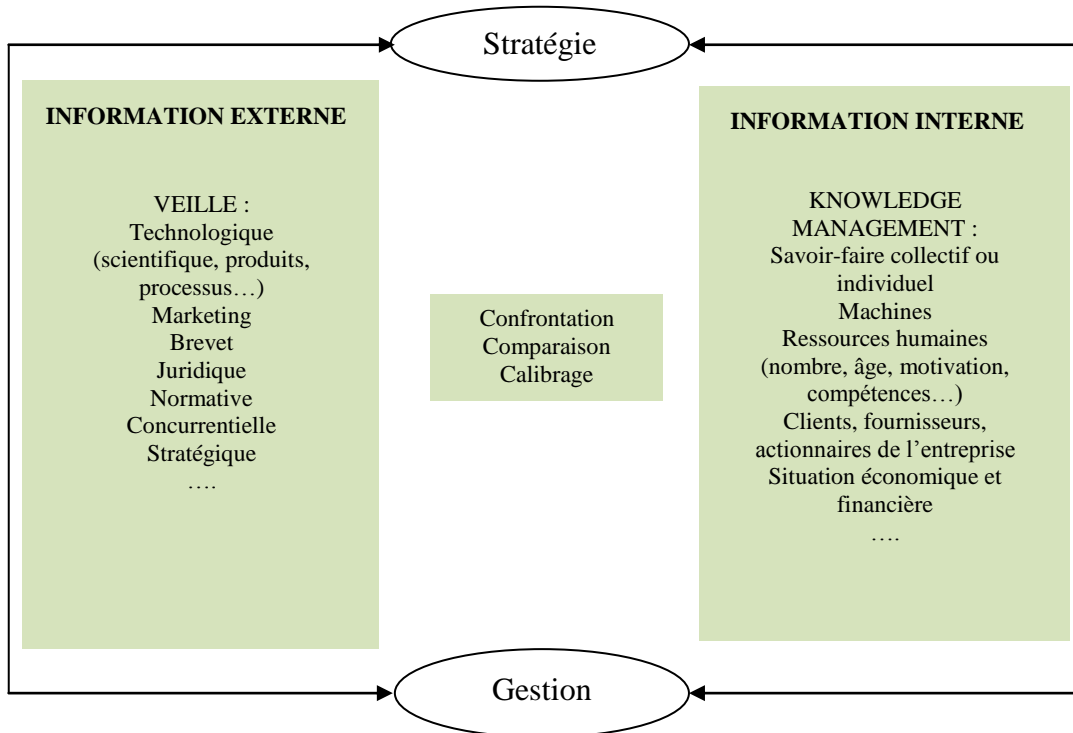 Stratégie
INFORMATION EXTERNE
VEILLE :
Technologique
(scientifique, produits,
processus…)
Marketing
Brevet
Juridique
Normative
Concurrentielle
Stratégique
….
Confrontation
Comparaison
Calibrage
INFORMATION INTERNE
KNOWLEDGE
MANAGEMENT :
Savoir-faire collectif ou
individuel
Machines
Ressources humaines
(nombre, âge, motivation,
compétences…)
Clients, fournisseurs,
actionnaires de l’entreprise
Situation économique et
financière
….
Gestion